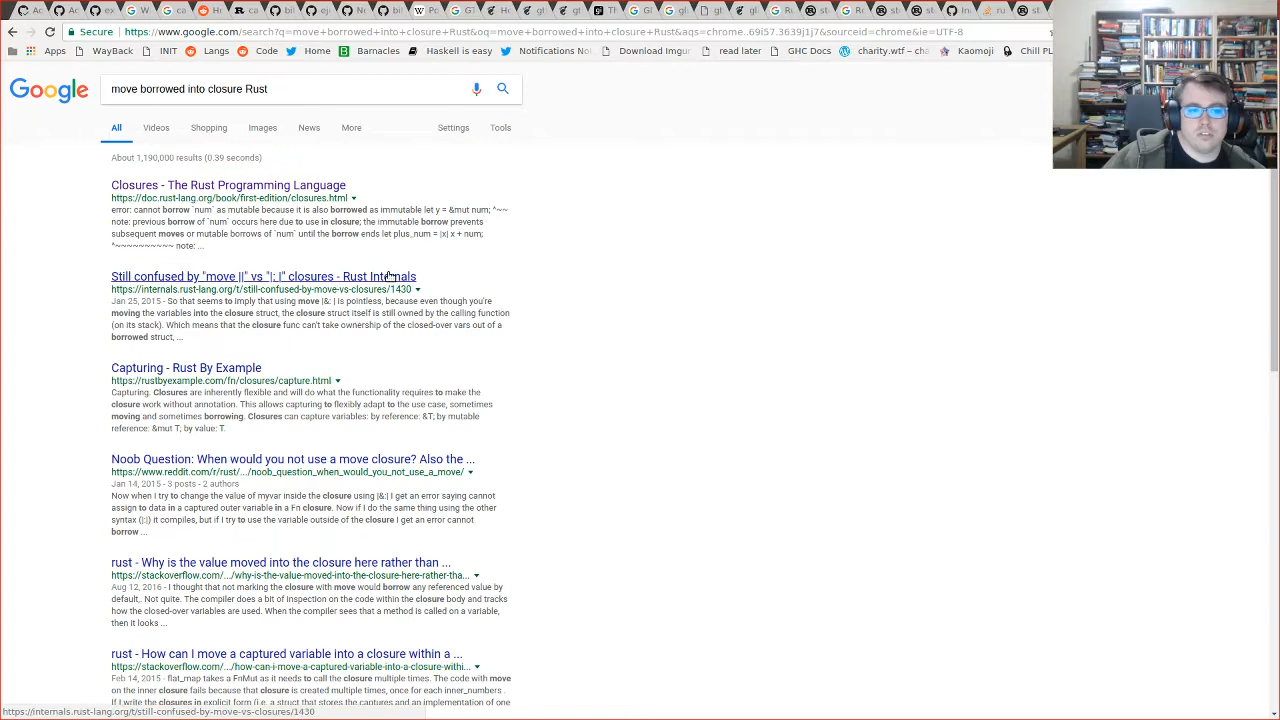 Secure
https://www.google.com/search?q=move+borrowed+into+closure+Rust&oq=move+borrowed+into+closure+Rust&aqs=chrome..69i57.3639j1j7&sourceid=chrome&ie=UTF-8
Apps WayBack INIT Langs Code Home Barnacles Haskell is easy Notifications Nov Download Imgur read later GHC Docs charity.wtf – cha Kaomoji Chill PL
Google
move borrowed into closure Rust
All Videos Shopping Images News More Settings Tools
About 1,190,000 results (0.39 seconds)
Closures - The Rust Programming Language
https://doc.rust-lang.org/book/first-edition/closures.html
error: cannot borrow `num` as mutable because it is also borrowed as immutable let y = &mut num; ^~~
note: previous borrow of `num` occurs here due to use in closure; the immutable borrow prevents
subsequent moves or mutable borrows of `num` until the borrow ends let plus_num = |x| x + num;
^~~~~~~~~~~ note: ...
Still confused by "move ||" vs "|: |" closures - Rust Internals
https://internals.rust-lang.org/t/still-confused-by-move-vs-closures/1430
Jan 25, 2015 - So that seems to imply that using move |&: | is pointless, because even though you're
moving the variables into the closure struct, the closure struct itself is still owned by the calling function
(on its stack). Which means that the closure func can't take ownership of the closed-over vars out of a
borrowed struct, ...
Capturing - Rust By Example
https://rustbyexample.com/fn/closures/capture.html
Capturing. Closures are inherently flexible and will do what the functionality requires to make the
closure work without annotation. This allows capturing to flexibly adapt to the use case, sometimes
moving and sometimes borrowing. Closures can capture variables: by reference: &T; by mutable
reference: &mut T; by value: T.
Noob Question: When would you not use a move closure? Also the ...
https://www.reddit.com/r/rust/.../noob_question_when_would_you_not_use_a_move/
Jan 14, 2015 - 3 posts - 2 authors
Now when i try to change the value of myvar inside the closure using |&:| I get an error saying cannot
assign to data in a captured outer variable in a Fn closure. Now if I do the same thing using the other
syntax (|:|) it compiles, but if I try to use the variable outside of the closure I get an error cannot
borrow ...
rust - Why is the value moved into the closure here rather than ...
https://stackoverflow.com/.../why-is-the-value-moved-into-the-closure-here-rather-tha...
Aug 12, 2016 - I thought that not marking the closure with move would borrow any referenced value by
default,. Not quite. The compiler does a bit of inspection on the code within the closure body and tracks
how the closed-over variables are used. When the compiler sees that a method is called on a variable,
then it looks ...
rust - How can I move a captured variable into a closure within a ...
https://stackoverflow.com/.../how-can-i-move-a-captured-variable-into-a-closure-withi...
Feb 14, 2015 - flat_map takes a FnMut as it needs to call the closure multiple times. The code with move
on the inner closure fails because that closure is created multiple times, once for each inner_numbers .
If I write the closures in explicit form (i.e. a struct that stores the captures and an implementation of one
https://internals.rust-lang.org/t/still-confused-by-move-vs-closures/1430